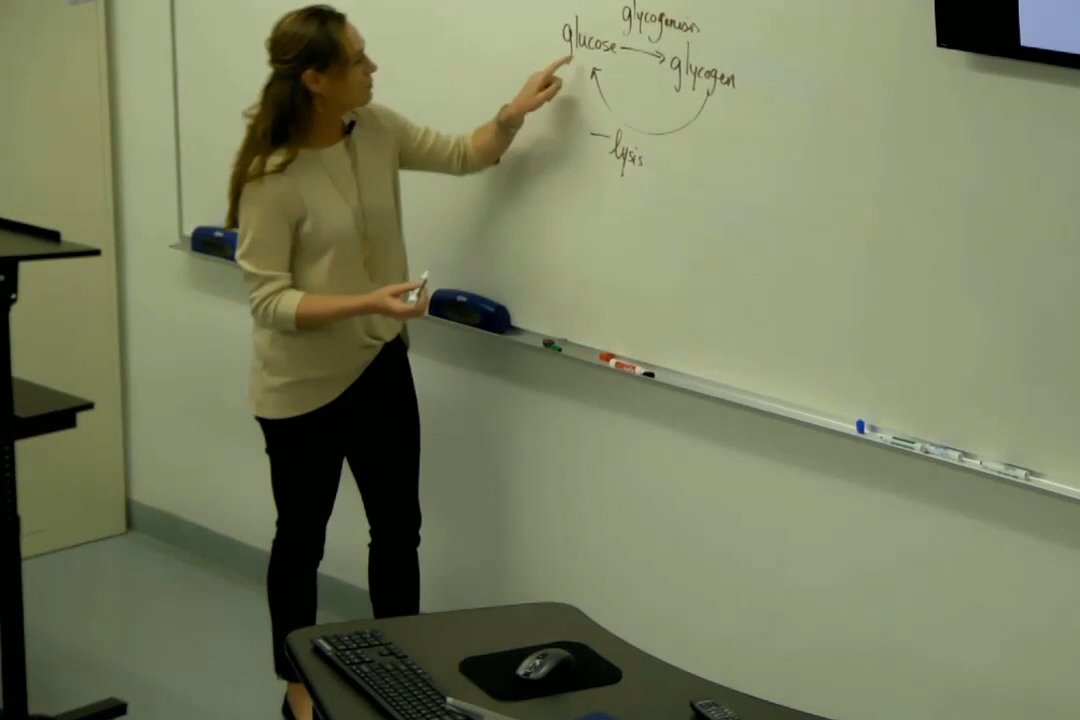 glycogenesis
glucose → glycogen
– lysis